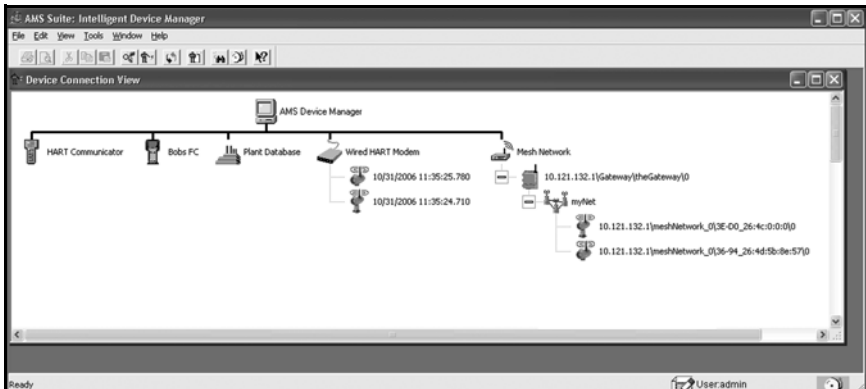 AMS Suite: Intelligent Device Manager
File Edit View Tools Window Help
Device Connection View
AMS Device Manager
HART Communicator
Bobs FC
Plant Database
Wired HART Modem
Mesh Network
10/31/2006 11:35:25.780
10.121.132.1\Gateway\theGateway\0
10/31/2006 11:35:24.710
myNet
10.121.132.1\meshNetwork_0\3E-D0_26:4c:0:0:0\0
10.121.132.1\meshNetwork_0\36-94_26:4d:5b:8e:57\0
Ready
User:admin